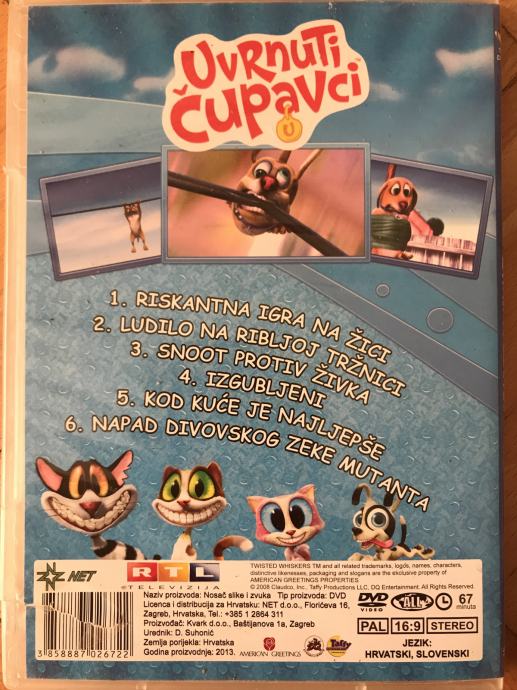 UVRNUTI
ČUPAVCI™
U
1. RISKANTNA IGRA NA ŽICI
2. LUDILO NA RIBLJOJ TRŽNICI
3. SNOOT PROTIV ŽIVKA
4. IZGUBLJENI
5. KOD KUĆE JE NAJLJEPŠE
6. NAPAD DIVOVSKOG ZEKE MUTANTA
NET
RTL
TELEVIZIJA
TWISTED WHISKERS TM and all related trademarks, logos, names, characters,
distinctive likenesses, packaging and slogans are the exclusive property of
AMERICAN GREETINGS PROPERTIES
© 2008 Cloudco, Inc. Taffy Productions LLC, DQ Entertainment. All Rights Reserved.
Naziv proizvoda: Nosač slike i zvuka Tip proizvoda: DVD
Licenca i distribucija za Hrvatsku: NET d.o.o., Florićeva 16,
Zagreb, Hrvatska, Tel.: +385 1 2864 311
Proizvođač: Kvark d.o.o., Baštijanova 1a, Zagreb
Urednik: D. Suhonić
Zemlja porijekla: Hrvatska
Godina proizvodnje: 2013.
AMERICAN GREETINGS
Taffy
DVD
VIDEO
ALL
67
minuta
PAL
16:9
STEREO
JEZIK:
HRVATSKI, SLOVENSKI
3 858887 026722